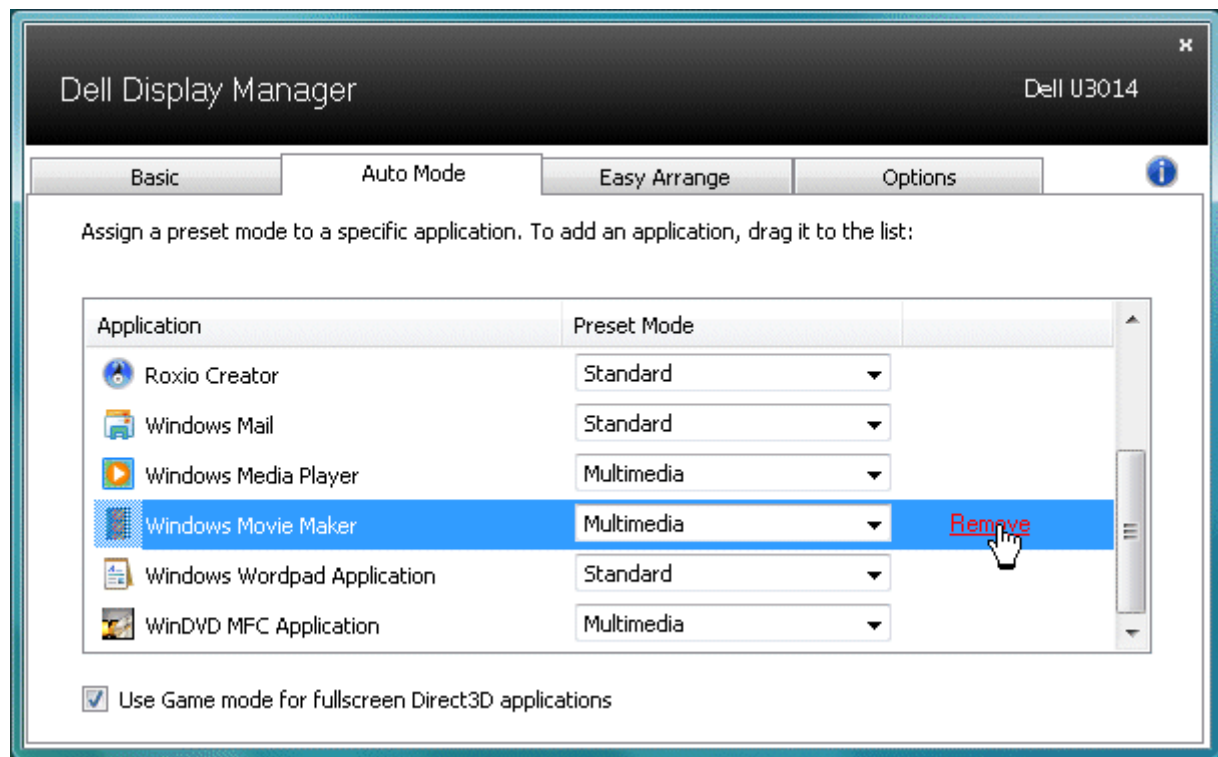 x
Dell Display Manager
Dell U3014
Basic
Auto Mode
Easy Arrange
Options
i
Assign a preset mode to a specific application. To add an application, drag it to the list:
Application Preset Mode
Roxio Creator Standard
Windows Mail Standard
Windows Media Player Multimedia
Windows Movie Maker Multimedia Remove
Windows Wordpad Application Standard
WinDVD MFC Application Multimedia
Use Game mode for fullscreen Direct3D applications